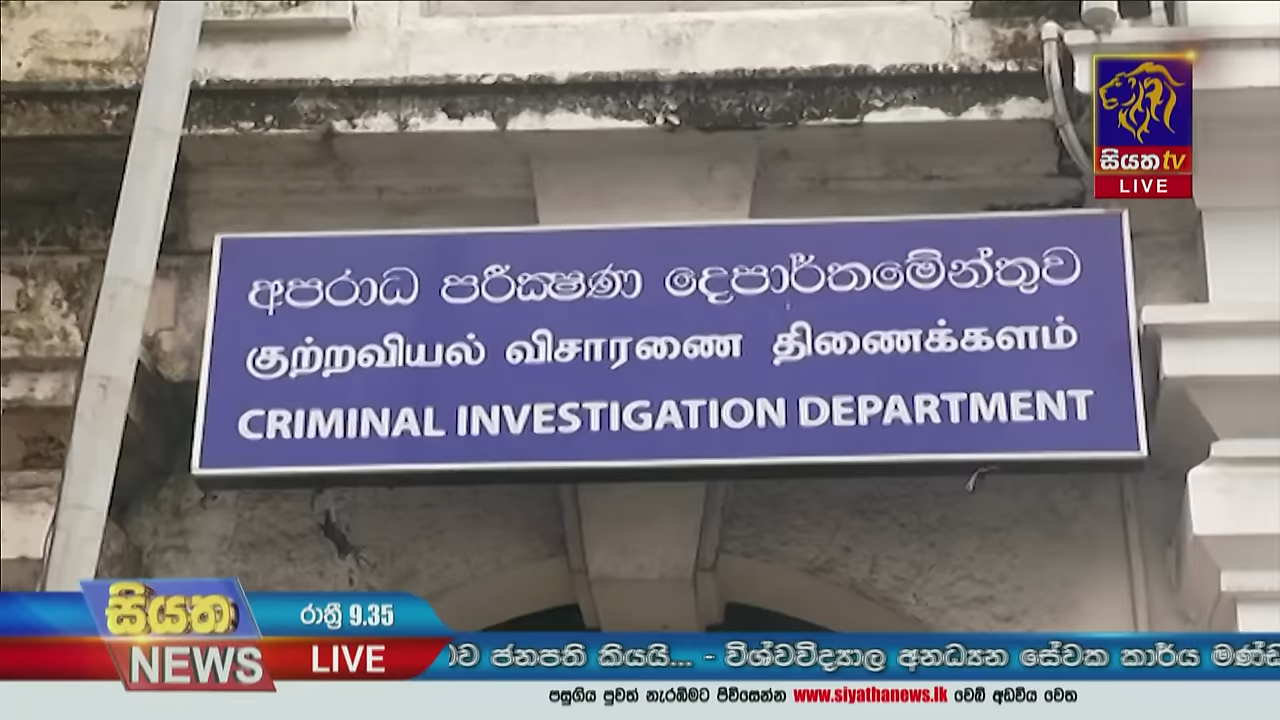 සියත tv
LIVE
අපරාධ පරීක්ෂණ දෙපාර්තමේන්තුව
குற்றவியல் விசாரணை திணைக்களம்
CRIMINAL INVESTIGATION DEPARTMENT
සියත
රාත්‍රී 9.35
NEWS
LIVE
ජනපති කියයි... - විශ්වවිද්‍යාල අනධ්‍යන සේවක කාර්ය
පසුගිය පුවත් නැරඹිමට පිවිසෙන්න www.siyathanews.lk වෙබ් අඩවිය වෙත